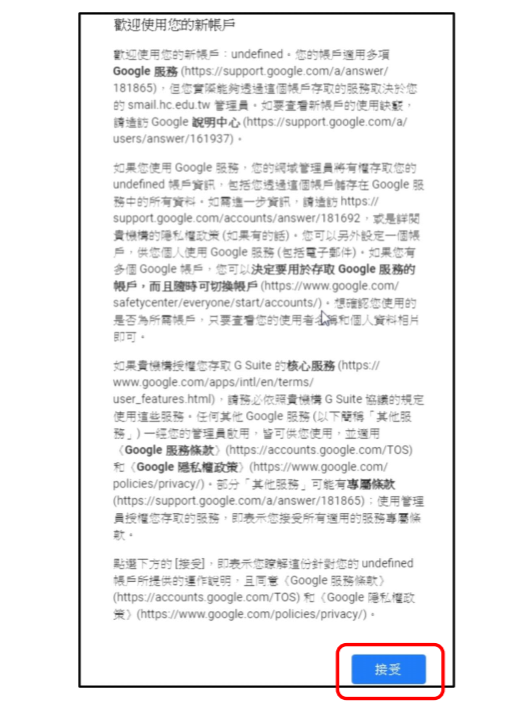 歡迎使用您的新帳戶
歡迎使用您的新帳戶：undefined。您的帳戶適用多項
Google 服務 (https://support.google.com/a/answer/
181865)，但您實際能夠透過這個帳戶存取的服務取決於您
的 smail.hc.edu.tw 管理員。如要查看新帳戶的使用訣竅，
請造訪 Google 說明中心 (https://support.google.com/a/
users/answer/161937)。
如果您使用 Google 服務，您的網域管理員將有權存取您的
undefined 帳戶資訊，包括您透過這個帳戶儲存在 Google 服
務中的所有資料。如需進一步資訊，請造訪 https://
support.google.com/accounts/answer/181692，或是詳閱
貴機構的隱私權政策 (如果有的話)。您可以另外設定一個帳
戶，供您個人使用 Google 服務 (包括電子郵件)。如果您有
多個 Google 帳戶，您可以決定要用於存取 Google 服務的
帳戶，而且隨時可切換帳戶 (https://www.google.com/
safetycenter/everyone/start/accounts/)。想確認您使用的
是否為所需帳戶，只要查看您的使用者名稱和個人資料相片
即可。
如果貴機構授權您存取 G Suite 的核心服務 (https://
www.google.com/apps/intl/en/terms/
user_features.html)，請務必依照貴機構 G Suite 協議的規定
使用這些服務。任何其他 Google 服務 (以下簡稱「其他服
務」) 一經您的管理員啟用，皆可供您使用，並適用
《Google 服務條款》(https://accounts.google.com/TOS)
和《Google 隱私權政策》(https://www.google.com/
policies/privacy/)。部分「其他服務」可能有專屬條款
(https://support.google.com/a/answer/181865)；使用管理
員授權您存取的服務，即表示您接受所有適用的服務專屬條
款。
點選下方的 [接受]，即表示您瞭解這份針對您的 undefined
帳戶所提供的運作說明，且同意《Google 服務條款》
(https://accounts.google.com/TOS) 和《Google 隱私權政
策》(https://www.google.com/policies/privacy/)。
接受